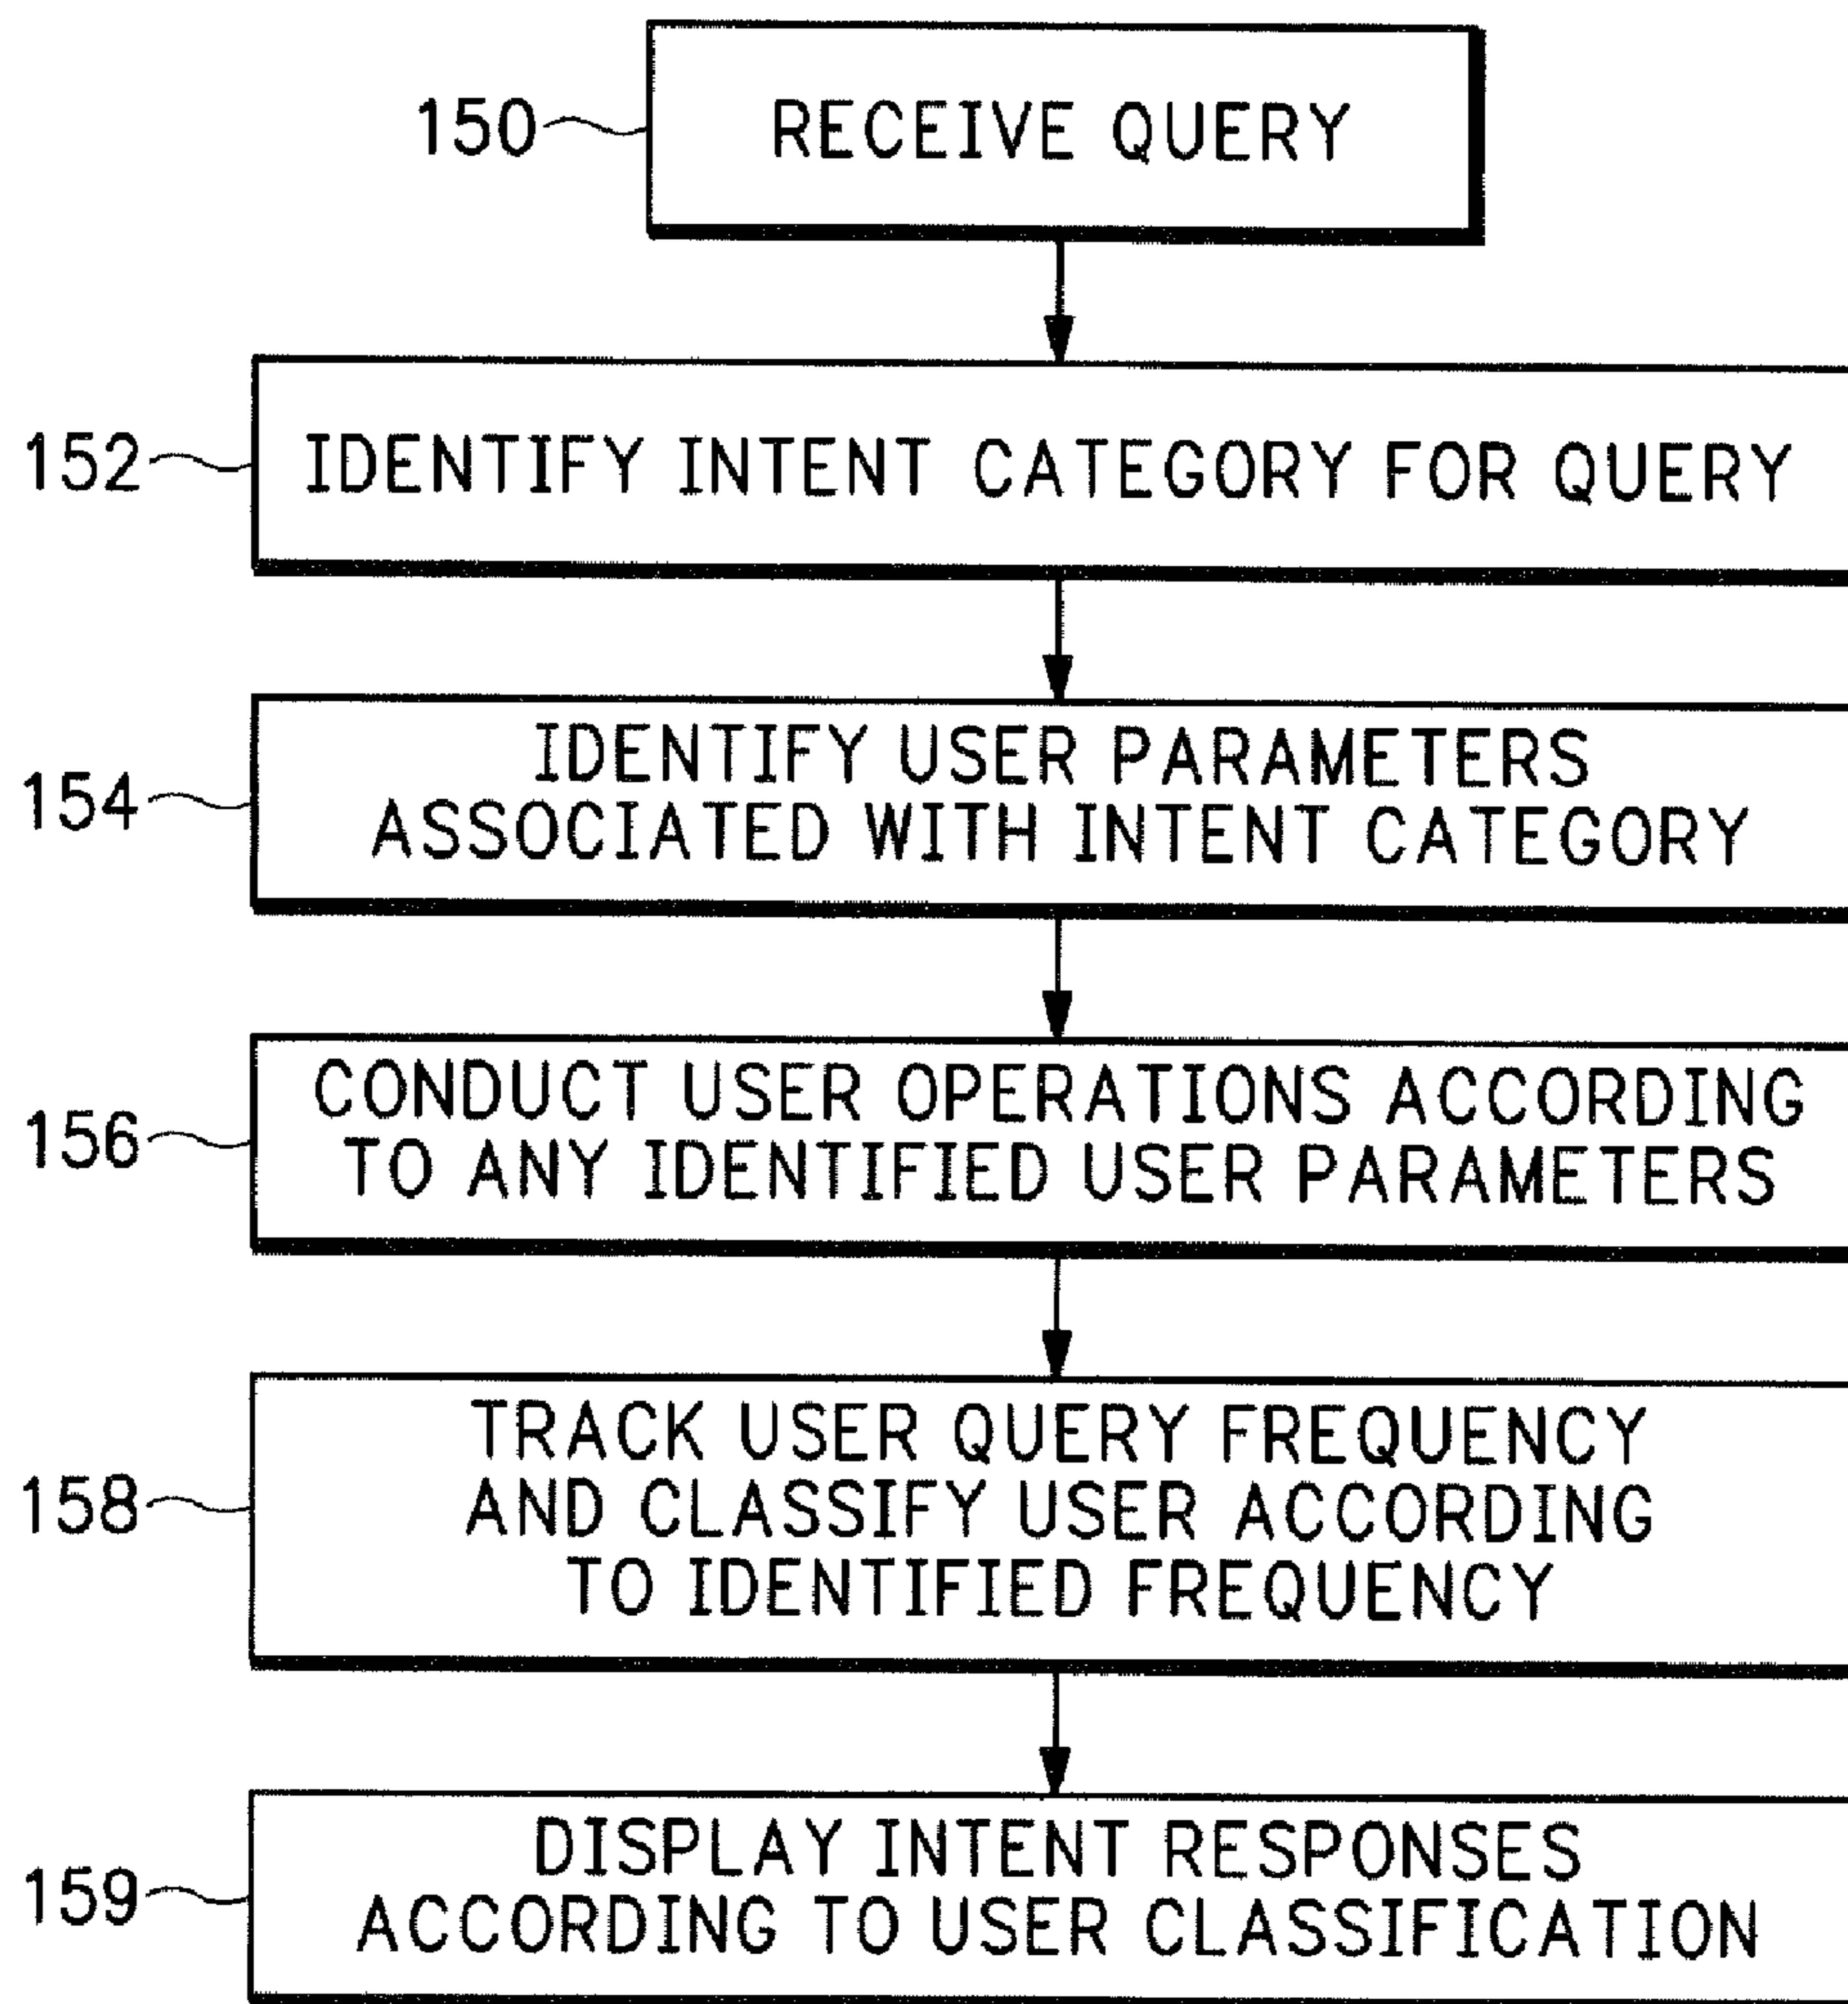 150 RECEIVE QUERY
152 IDENTIFY INTENT CATEGORY FOR QUERY
154 IDENTIFY USER PARAMETERS
ASSOCIATED WITH INTENT CATEGORY
156 CONDUCT USER OPERATIONS ACCORDING
TO ANY IDENTIFIED USER PARAMETERS
158 TRACK USER QUERY FREQUENCY
AND CLASSIFY USER ACCORDING
TO IDENTIFIED FREQUENCY
159 DISPLAY INTENT RESPONSES
ACCORDING TO USER CLASSIFICATION